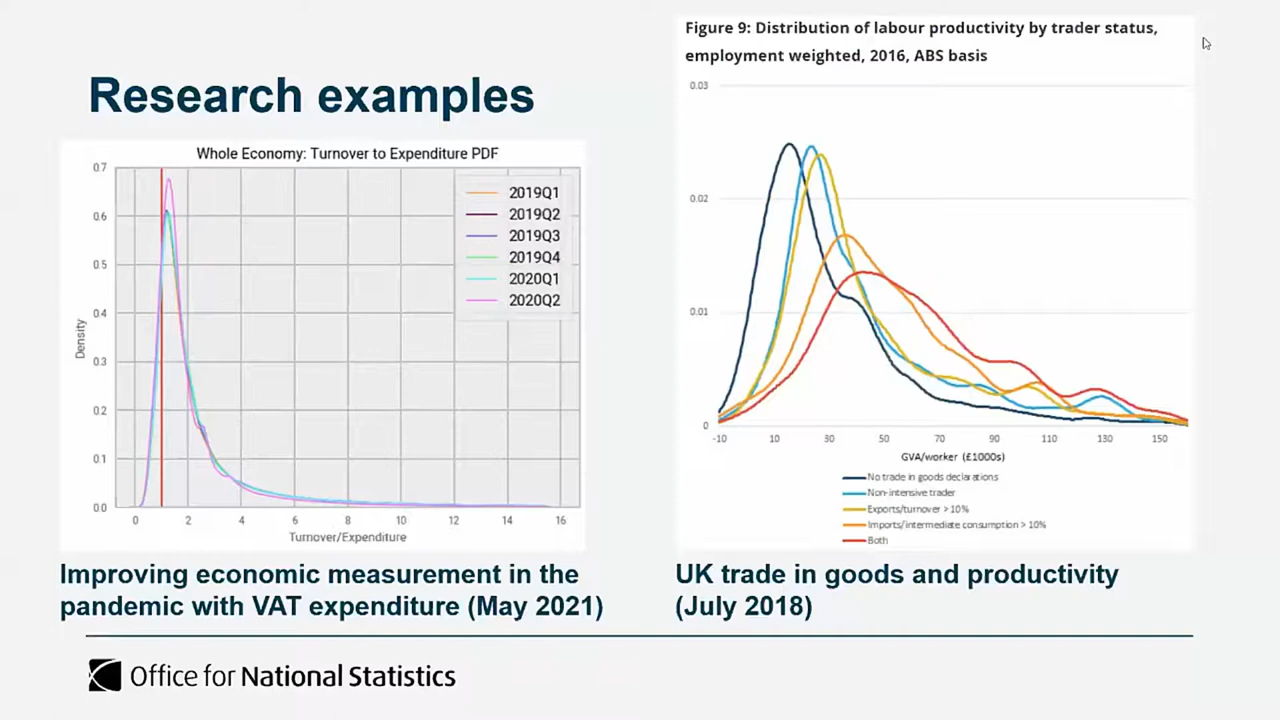 Research examples
Whole Economy: Turnover to Expenditure PDF
0.7
0.6
0.5
0.4
0.3
0.2
0.1
0.0
Density
0
2
4
6
8
10
12
14
16
Turnover/Expenditure
2019Q1
2019Q2
2019Q3
2019Q4
2020Q1
2020Q2
Improving economic measurement in the
pandemic with VAT expenditure (May 2021)
Figure 9: Distribution of labour productivity by trader status,
employment weighted, 2016, ABS basis
0.03
0.02
0.01
0
-10
10
30
50
70
90
110
130
150
GVA/worker (£1000s)
No trade in goods declarations
Non-intensive trader
Exports/turnover > 10%
Imports/intermediate consumption > 10%
Both
UK trade in goods and productivity
(July 2018)
Office for National Statistics